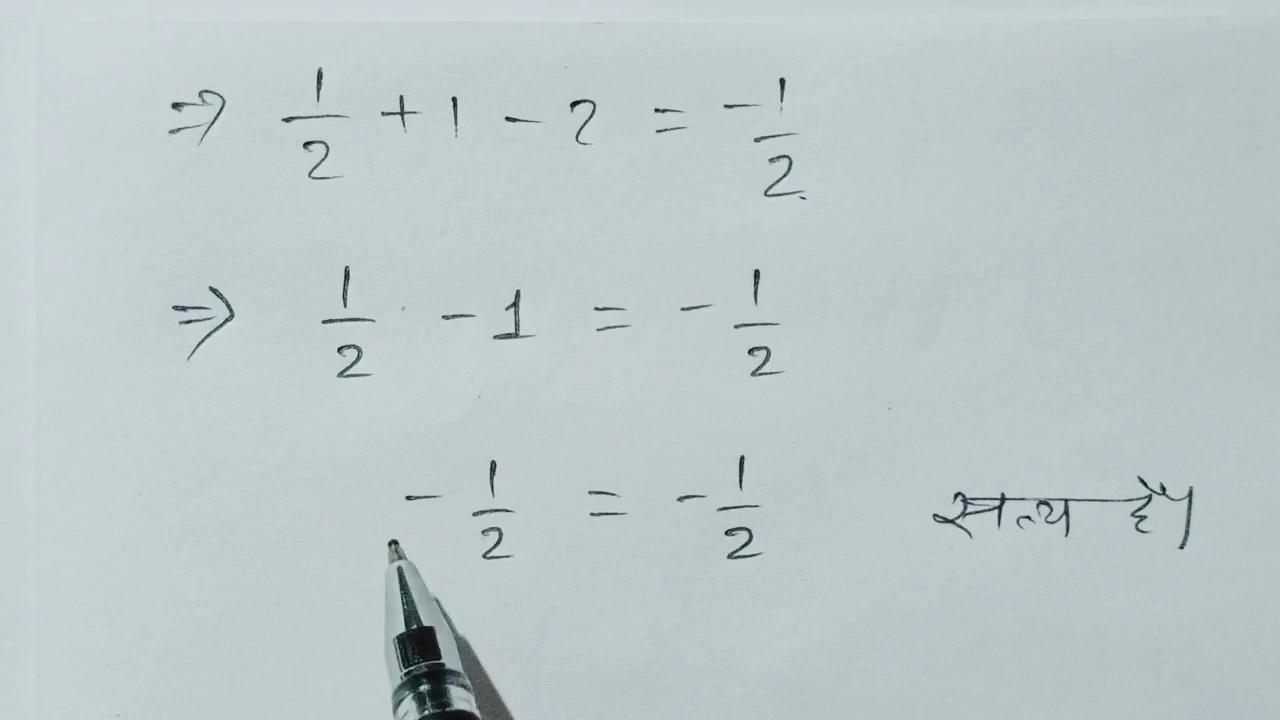 ⇒ 1/2 + 1 - 2 = -1/2
⇒ 1/2 - 1 = - 1/2
- 1/2 = - 1/2 सत्य है।